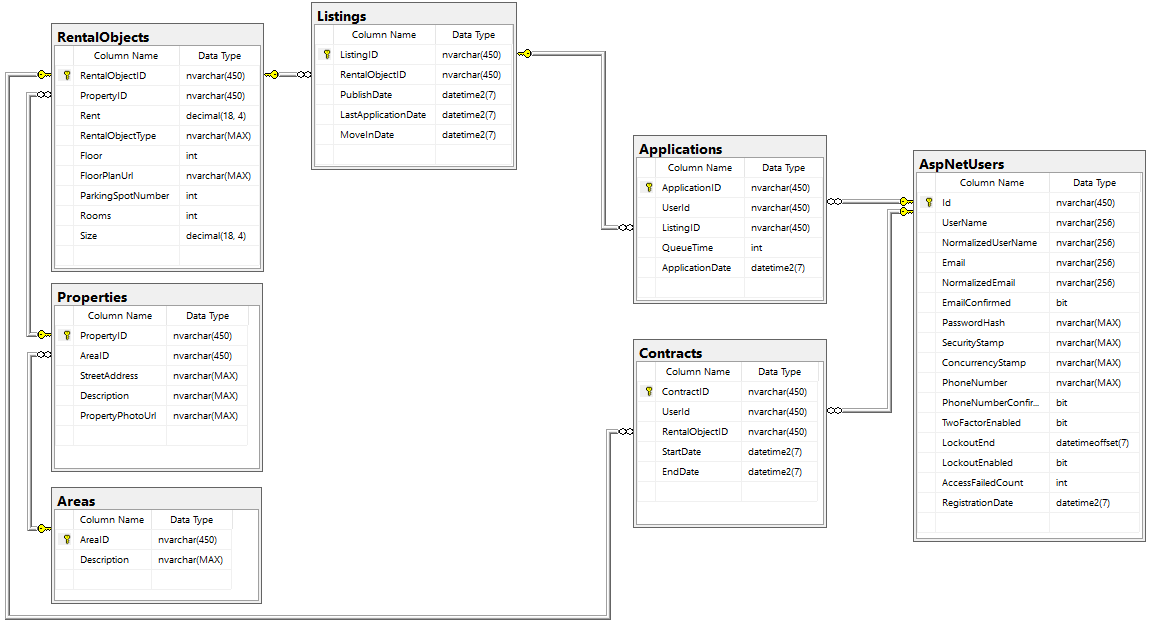 RentalObjects
Column Name Data Type
RentalObjectID nvarchar(450)
PropertyID nvarchar(450)
Rent decimal(18, 4)
RentalObjectType nvarchar(MAX)
Floor int
FloorPlanUrl nvarchar(MAX)
ParkingSpotNumber int
Rooms int
Size decimal(18, 4)
Listings
Column Name Data Type
ListingID nvarchar(450)
RentalObjectID nvarchar(450)
PublishDate datetime2(7)
LastApplicationDate datetime2(7)
MoveInDate datetime2(7)
Applications
Column Name Data Type
ApplicationID nvarchar(450)
UserId nvarchar(450)
ListingID nvarchar(450)
QueueTime int
ApplicationDate datetime2(7)
AspNetUsers
Column Name Data Type
Id nvarchar(450)
UserName nvarchar(256)
NormalizedUserName nvarchar(256)
Email nvarchar(256)
NormalizedEmail nvarchar(256)
EmailConfirmed bit
PasswordHash nvarchar(MAX)
SecurityStamp nvarchar(MAX)
ConcurrencyStamp nvarchar(MAX)
PhoneNumber nvarchar(MAX)
PhoneNumberConfir... bit
TwoFactorEnabled bit
LockoutEnd datetimeoffset(7)
LockoutEnabled bit
AccessFailedCount int
RegistrationDate datetime2(7)
Properties
Column Name Data Type
PropertyID nvarchar(450)
AreaID nvarchar(450)
StreetAddress nvarchar(MAX)
Description nvarchar(MAX)
PropertyPhotoUrl nvarchar(MAX)
Contracts
Column Name Data Type
ContractID nvarchar(450)
UserId nvarchar(450)
RentalObjectID nvarchar(450)
StartDate datetime2(7)
EndDate datetime2(7)
Areas
Column Name Data Type
AreaID nvarchar(450)
Description nvarchar(MAX)